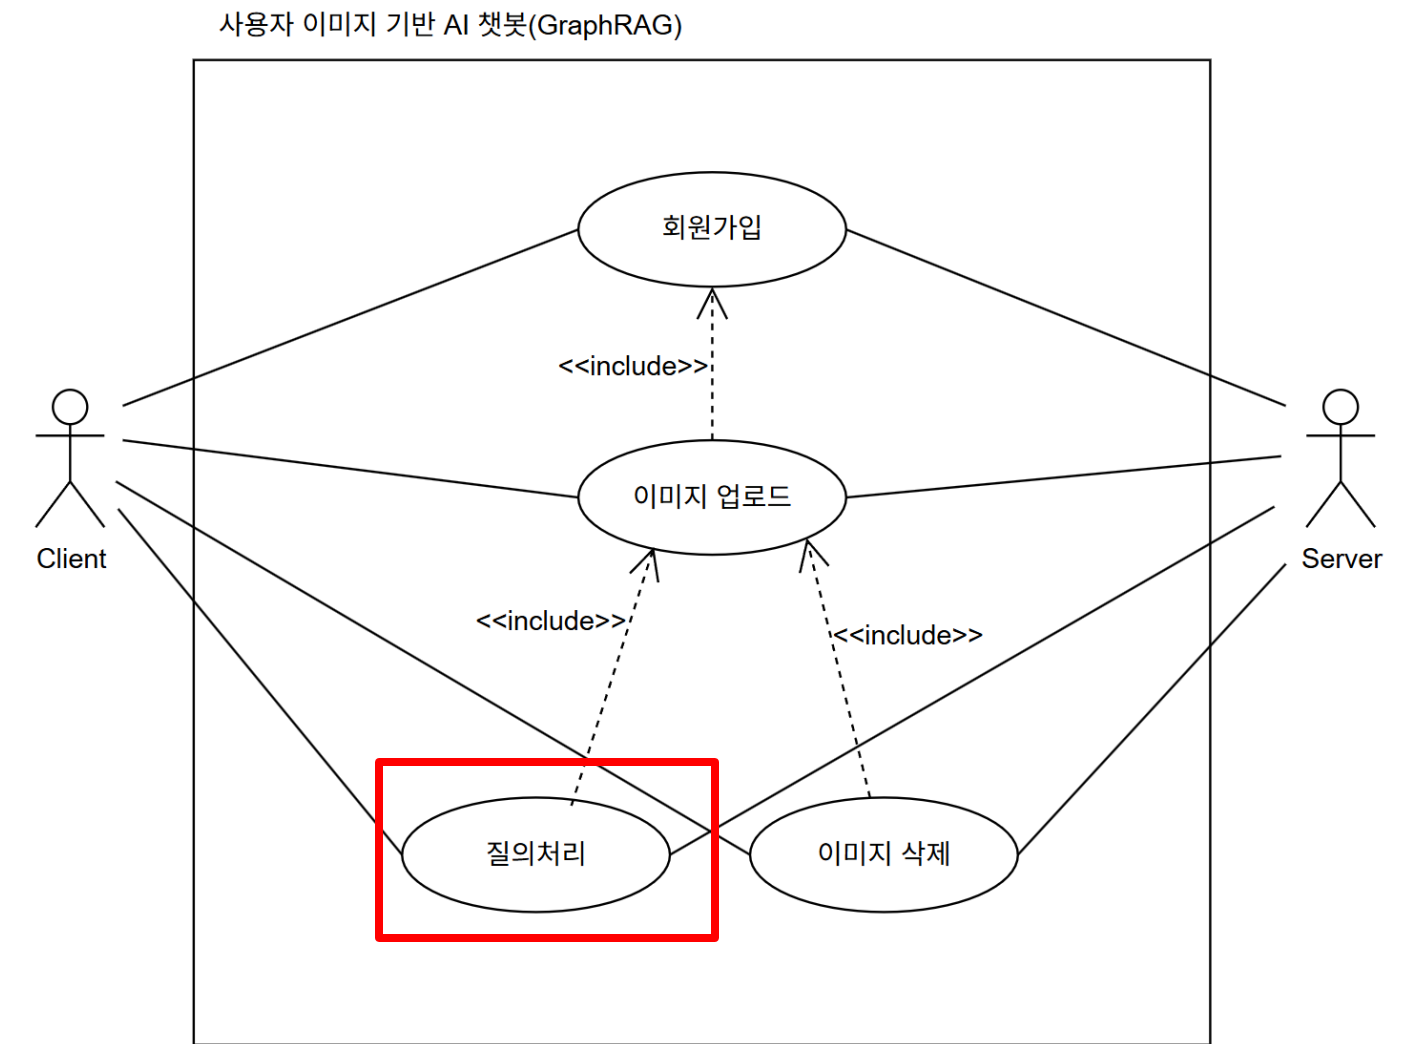 사용자 이미지 기반 AI 챗봇(GraphRAG)
회원가입
<<include>>
이미지 업로드
Client
Server
<<include>>
<<include>>
질의처리
이미지 삭제